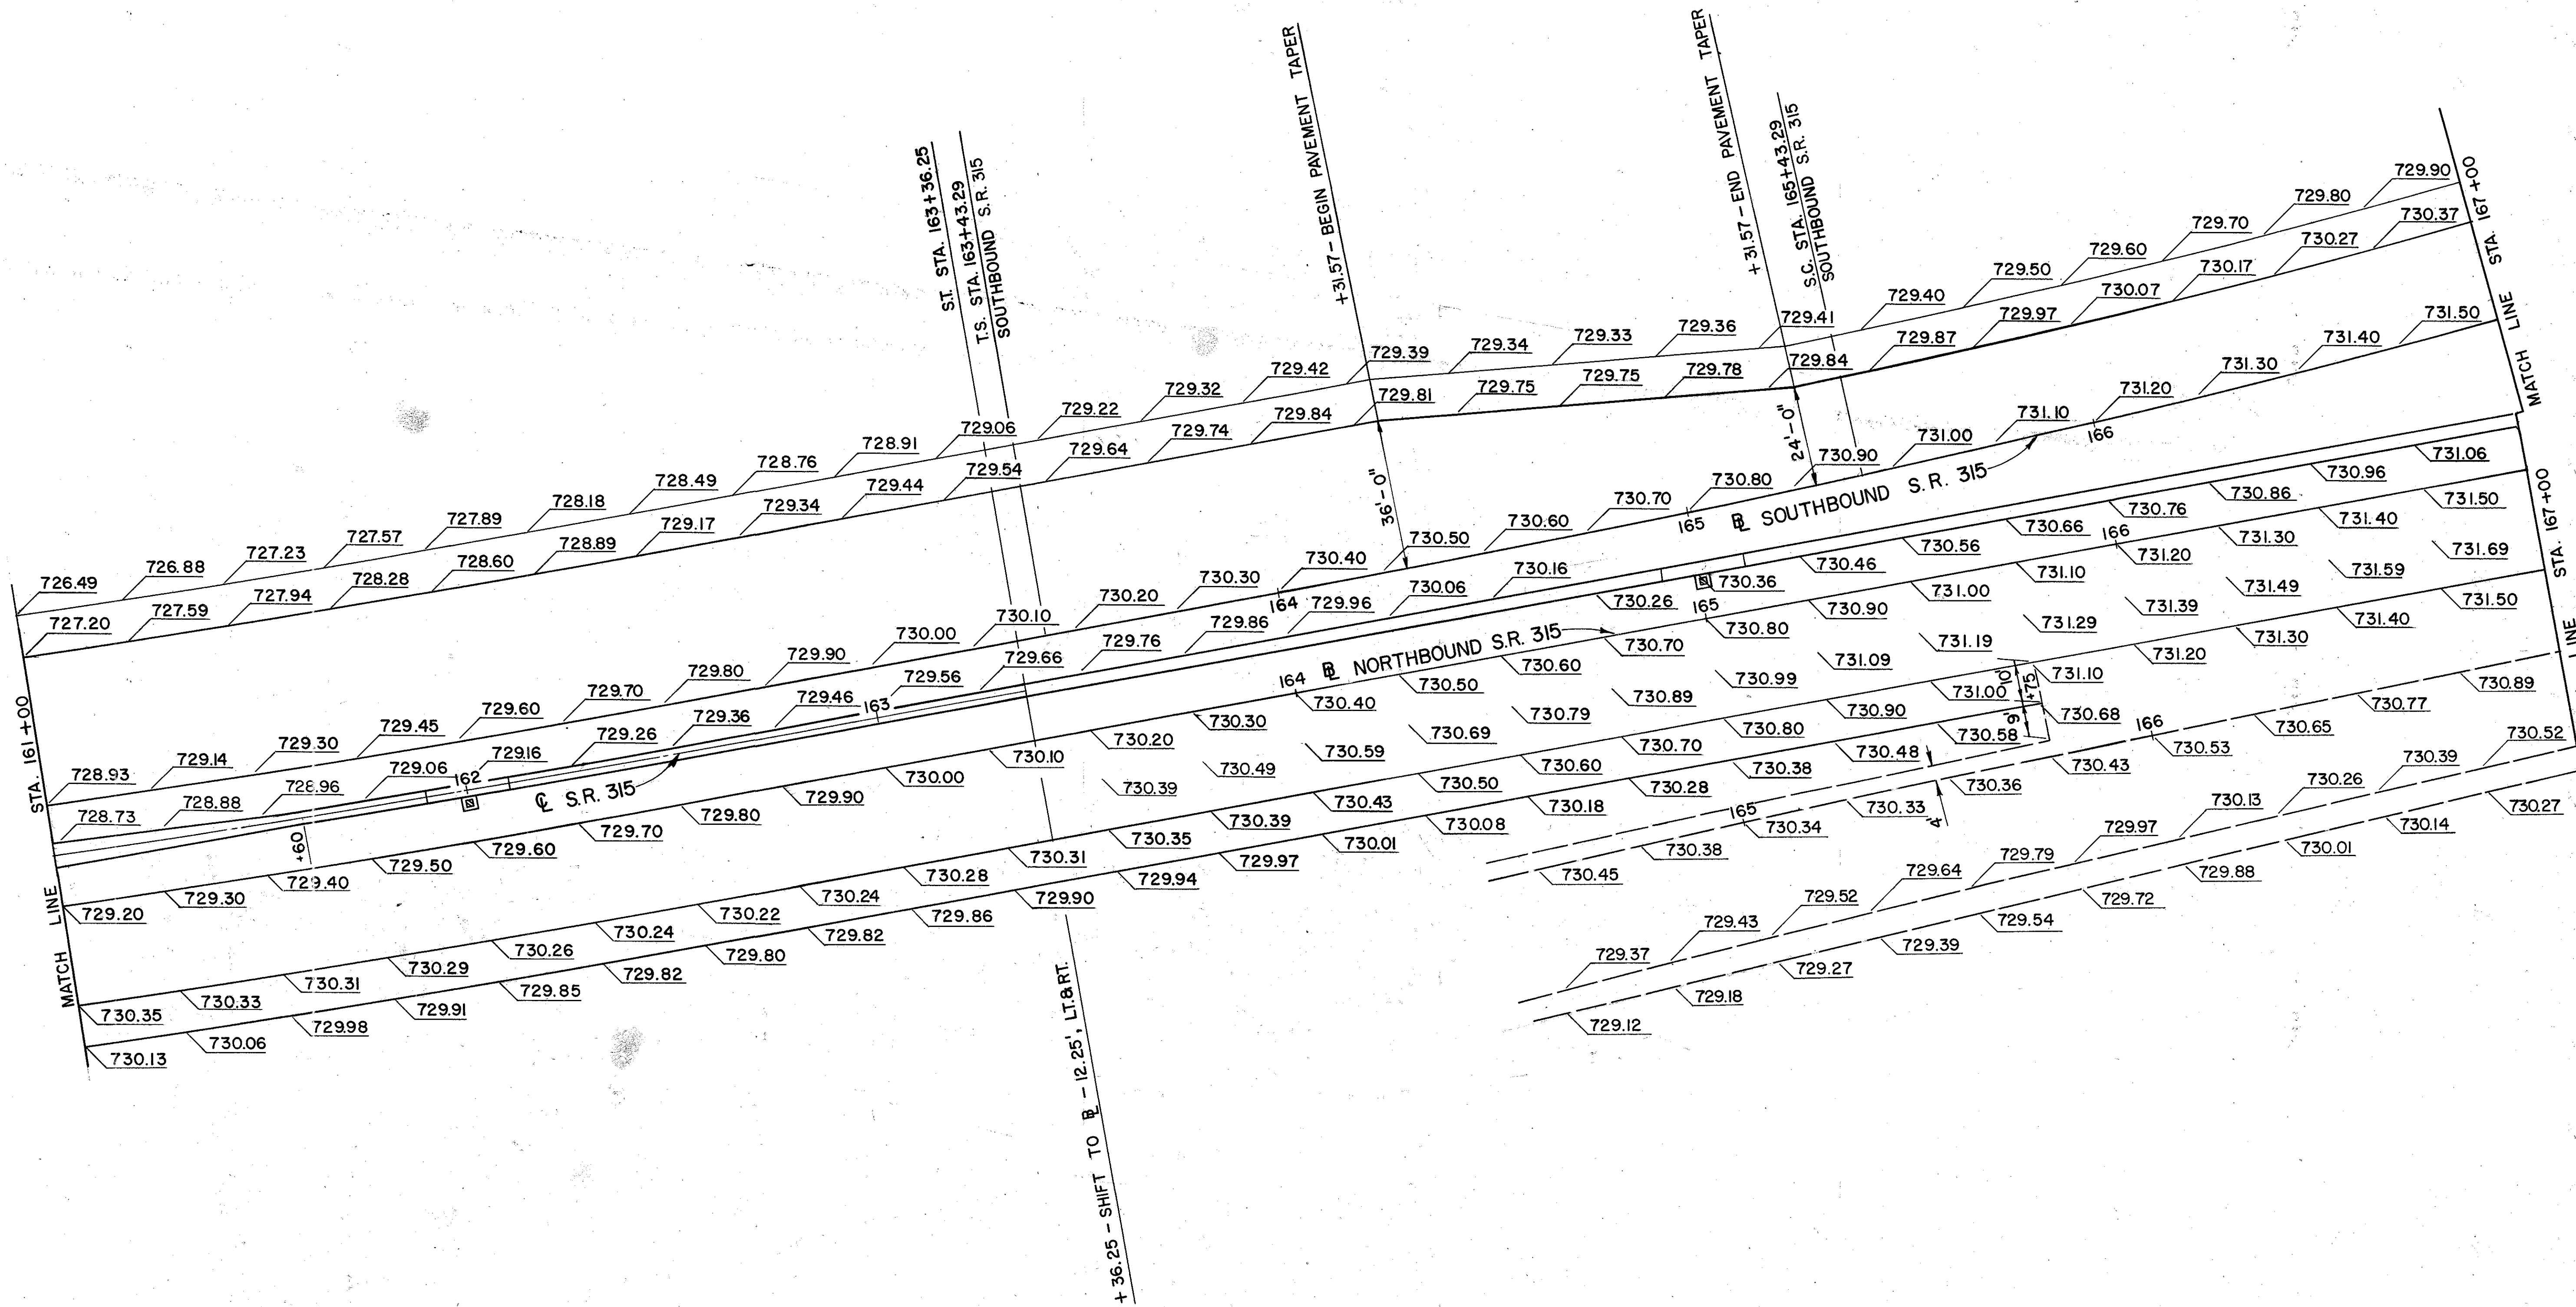 S.T. STA. 163+36.25
T.S. STA. 163+43.29
SOUTHBOUND S.R. 315
+31.57 - BEGIN PAVEMENT TAPER
+31.57 - END PAVEMENT TAPER
S.C. STA. 165+43.29
SOUTHBOUND S.R. 315
MATCH LINE STA. 167+00
726.49 726.88 727.23 727.57 727.89 728.18 728.49 728.76 728.91 729.06 729.22 729.32 729.42 729.39 729.34 729.33 729.36 729.41 729.40 729.50 729.60 729.70 729.80 729.90
727.20 727.59 727.94 728.28 728.60 728.89 729.17 729.34 729.44 729.54 729.64 729.74 729.84 729.81 729.75 729.75 729.78 729.84 729.87 729.97 730.07 730.17 730.27 730.37
36'-0"
24'-0"
728.93 729.14 729.30 729.45 729.60 729.70 729.80 729.90 730.00 730.10 730.20 730.30 730.40 730.50 730.60 730.70 730.80 730.90 731.00 731.10 731.20 731.30 731.40 731.50
164 165 166
℄ SOUTHBOUND S.R. 315
728.73 728.88 728.96 729.06 729.16 729.26 729.36 729.46 729.56 729.66 729.76 729.86 729.96 730.06 730.16 730.26 730.36 730.46 730.56 730.66 730.76 730.86 730.96 731.06
162 163
℄ S.R. 315
+60
℄ NORTHBOUND S.R. 315
164 165 166
729.20 729.30 729.40 729.50 729.60 729.70 729.80 729.90 730.00 730.10 730.20 730.30 730.40 730.50 730.60 730.70 730.80 730.90 731.00 731.10 731.20 731.30 731.40 731.50
730.39 730.49 730.59 730.69 730.79 730.89 730.99 731.09 731.19 731.29 731.39 731.49 731.59 731.69
730.35 730.33 730.31 730.29 730.26 730.24 730.22 730.24 730.28 730.31 730.35 730.39 730.43 730.50 730.60 730.70 730.80 730.90 731.00 731.10 731.20 731.30 731.40 731.50
730.13 730.06 729.98 729.91 729.85 729.82 729.80 729.82 729.86 729.90 729.94 729.97 730.01 730.08 730.18 730.28 730.38 730.48 730.58 730.68
10'
+75
9'
4'
165 166
730.45 730.38 730.34 730.33 730.36 730.43 730.53 730.65 730.77 730.89
729.37 729.43 729.52 729.64 729.79 729.97 730.13 730.26 730.39 730.52
729.12 729.18 729.27 729.39 729.54 729.72 729.88 730.01 730.14 730.27
MATCH LINE STA. 161+00
STA. 167+00
+36.25 - SHIFT TO ℄ - 12.25', LT.&RT.